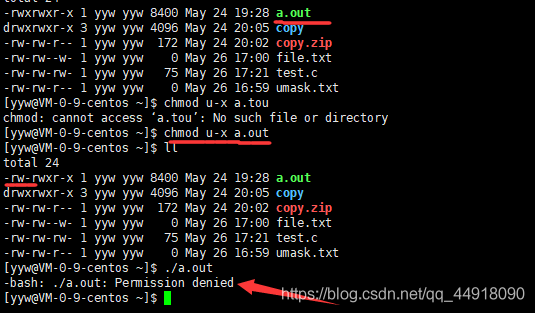 total 24
-rwxrwxr-x 1 yyw yyw 8400 May 24 19:28 a.out
drwxrwxr-x 3 yyw yyw 4096 May 24 20:05 copy
-rw-rw-r-- 1 yyw yyw  172 May 24 20:02 copy.zip
-rw-rw--w- 1 yyw yyw    0 May 26 17:00 file.txt
-rw-rw-rw- 1 yyw yyw   75 May 26 17:21 test.c
-rw-rw-r-- 1 yyw yyw    0 May 26 16:59 umask.txt
[yyw@VM-0-9-centos ~]$ chmod u-x a.tou
chmod: cannot access ‘a.tou’: No such file or directory
[yyw@VM-0-9-centos ~]$ chmod u-x a.out
[yyw@VM-0-9-centos ~]$ ll
total 24
-rw-rwxr-x 1 yyw yyw 8400 May 24 19:28 a.out
drwxrwxr-x 3 yyw yyw 4096 May 24 20:05 copy
-rw-rw-r-- 1 yyw yyw  172 May 24 20:02 copy.zip
-rw-rw--w- 1 yyw yyw    0 May 26 17:00 file.txt
-rw-rw-rw- 1 yyw yyw   75 May 26 17:21 test.c
-rw-rw-r-- 1 yyw yyw    0 May 26 16:59 umask.txt
[yyw@VM-0-9-centos ~]$ ./a.out
-bash: ./a.out: Permission denied
[yyw@VM-0-9-centos ~]$
https://blog.csdn.net/qq_44918090